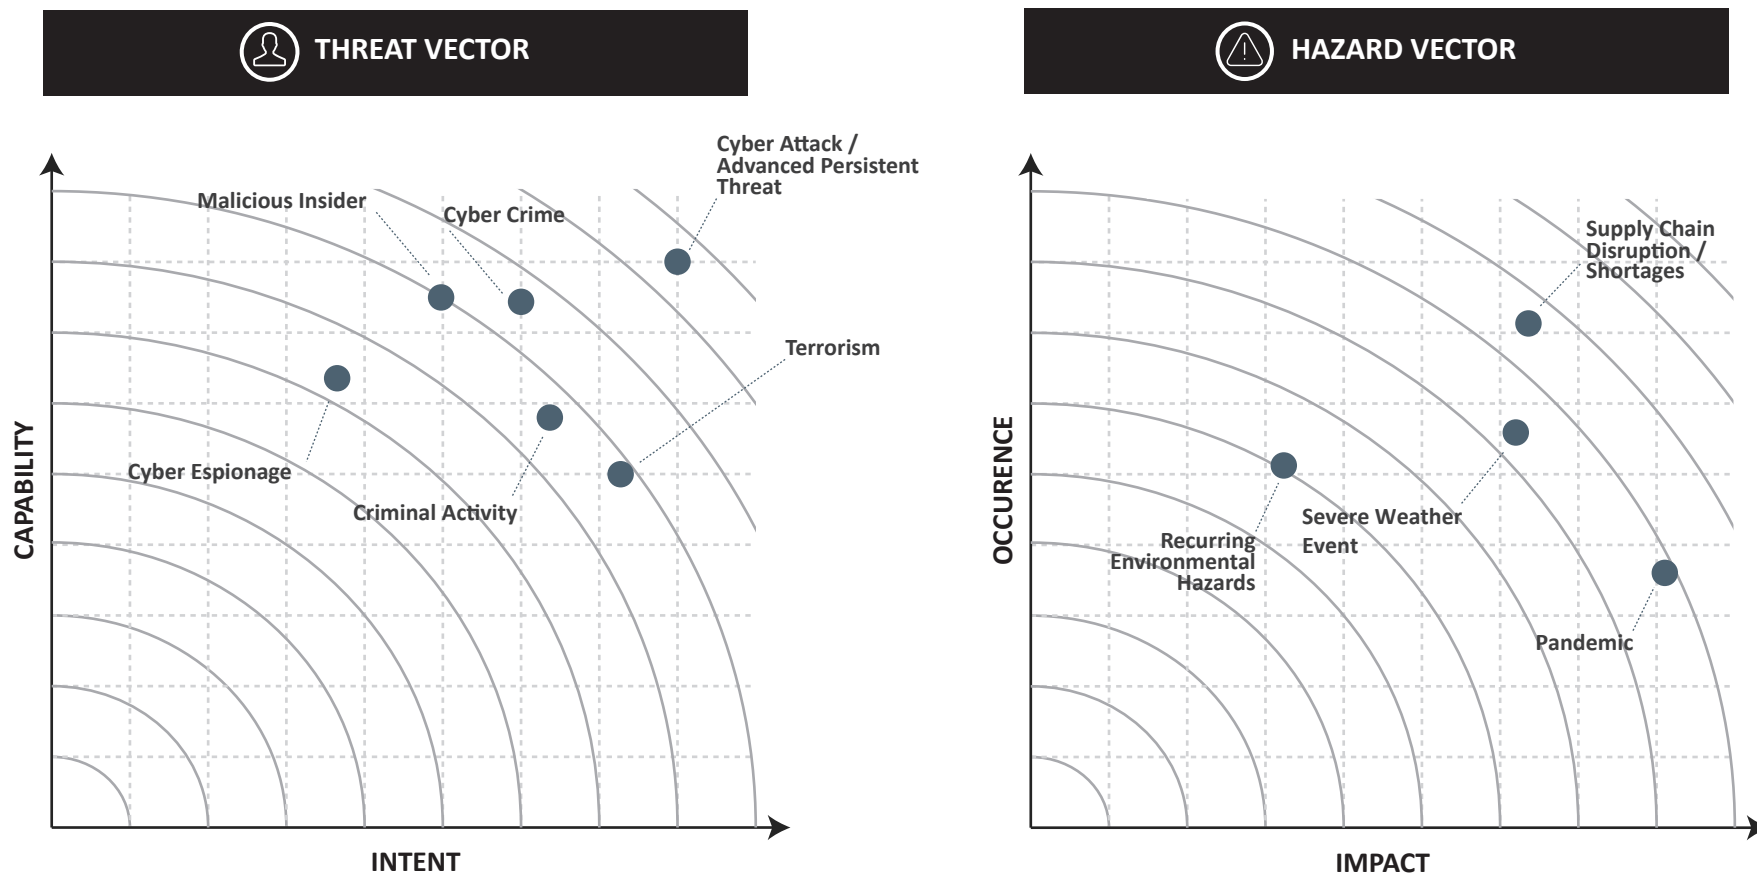 THREAT VECTOR
Cyber Attack /
Advanced Persistent
Threat
Malicious Insider
Cyber Crime
Terrorism
Cyber Espionage
Criminal Activity
CAPABILITY
INTENT
HAZARD VECTOR
Supply Chain
Disruption /
Shortages
Severe Weather
Event
Recurring
Environmental
Hazards
Pandemic
OCCURENCE
IMPACT